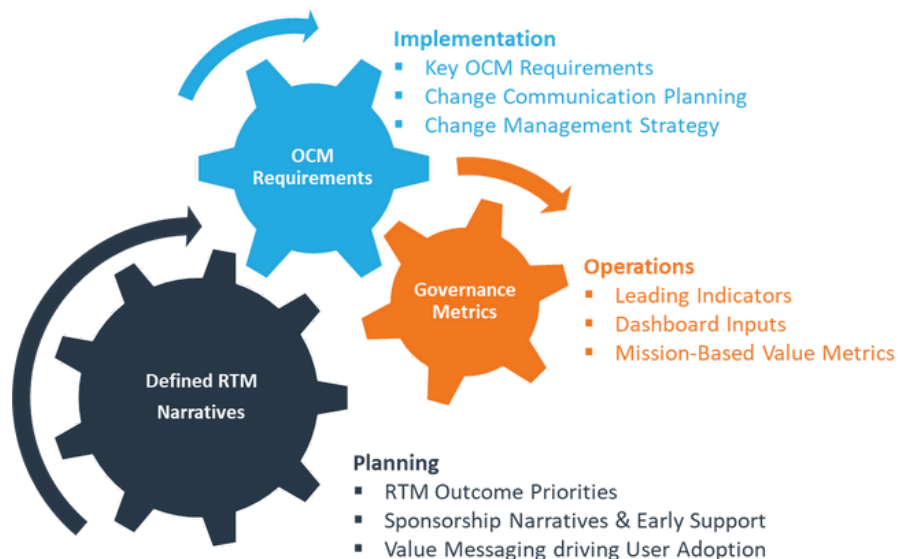 Implementation
▪ Key OCM Requirements
▪ Change Communication Planning
▪ Change Management Strategy
OCM
Requirements
Governance
Metrics
Operations
▪ Leading Indicators
▪ Dashboard Inputs
▪ Mission-Based Value Metrics
Defined RTM
Narratives
Planning
▪ RTM Outcome Priorities
▪ Sponsorship Narratives & Early Support
▪ Value Messaging driving User Adoption